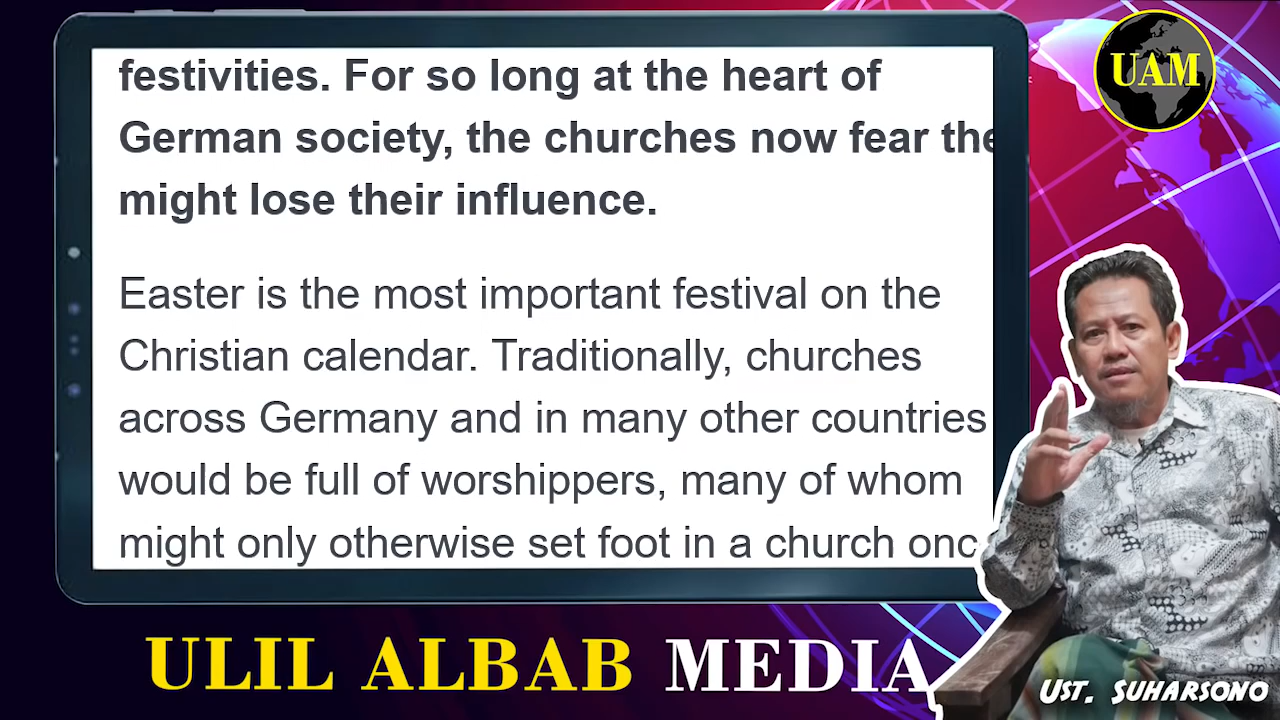 festivities. For so long at the heart of
German society, the churches now fear the
might lose their influence.
Easter is the most important festival on the
Christian calendar. Traditionally, churches
across Germany and in many other countries
would be full of worshippers, many of whom
might only otherwise set foot in a church onc
UAM
ULIL ALBAB MEDIA
UST. SUHARSONO